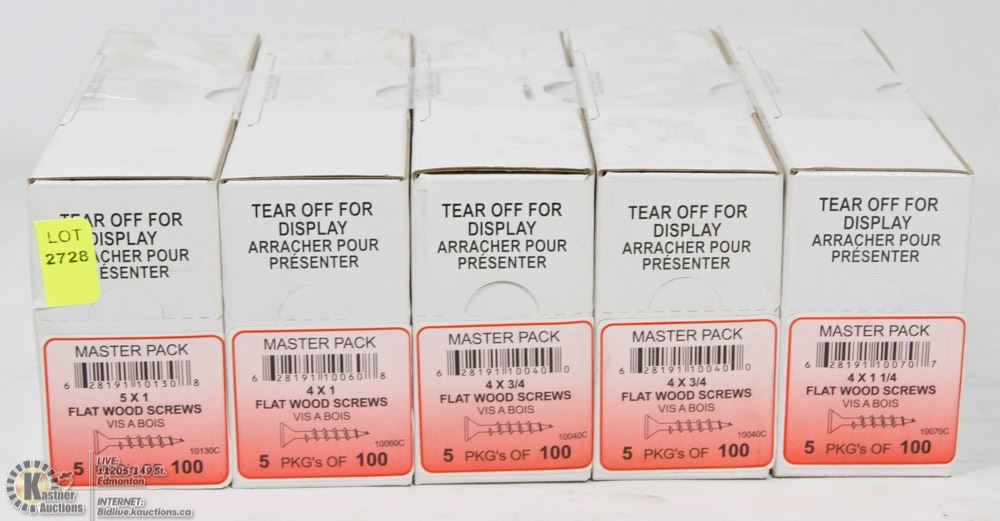 TEAR OFF FOR
DISPLAY
ARRACHER POUR
PRÉSENTER
LOT
2728
MASTER PACK
6 28191 10130 8
5 X 1
FLAT WOOD SCREWS
VIS A BOIS
10130C
5 100
TEAR OFF FOR
DISPLAY
ARRACHER POUR
PRÉSENTER
MASTER PACK
6 28191 10060 8
4 X 1
FLAT WOOD SCREWS
VIS A BOIS
10060C
5 PKG's OF 100
TEAR OFF FOR
DISPLAY
ARRACHER POUR
PRÉSENTER
MASTER PACK
6 28191 10040 0
4 X 3/4
FLAT WOOD SCREWS
VIS A BOIS
10040C
5 PKG's OF 100
TEAR OFF FOR
DISPLAY
ARRACHER POUR
PRÉSENTER
MASTER PACK
6 28191 10040 0
4 X 3/4
FLAT WOOD SCREWS
VIS A BOIS
10040C
5 PKG's OF 100
TEAR OFF FOR
DISPLAY
ARRACHER POUR
PRÉSENTER
MASTER PACK
6 28191 10070 7
4 X 1 1/4
FLAT WOOD SCREWS
VIS A BOIS
10070C
5 PKG's OF 100
K
Kastner
Auctions
LIVE:
11205-149 St.
Edmonton
INTERNET:
Bidlive.kauctions.ca